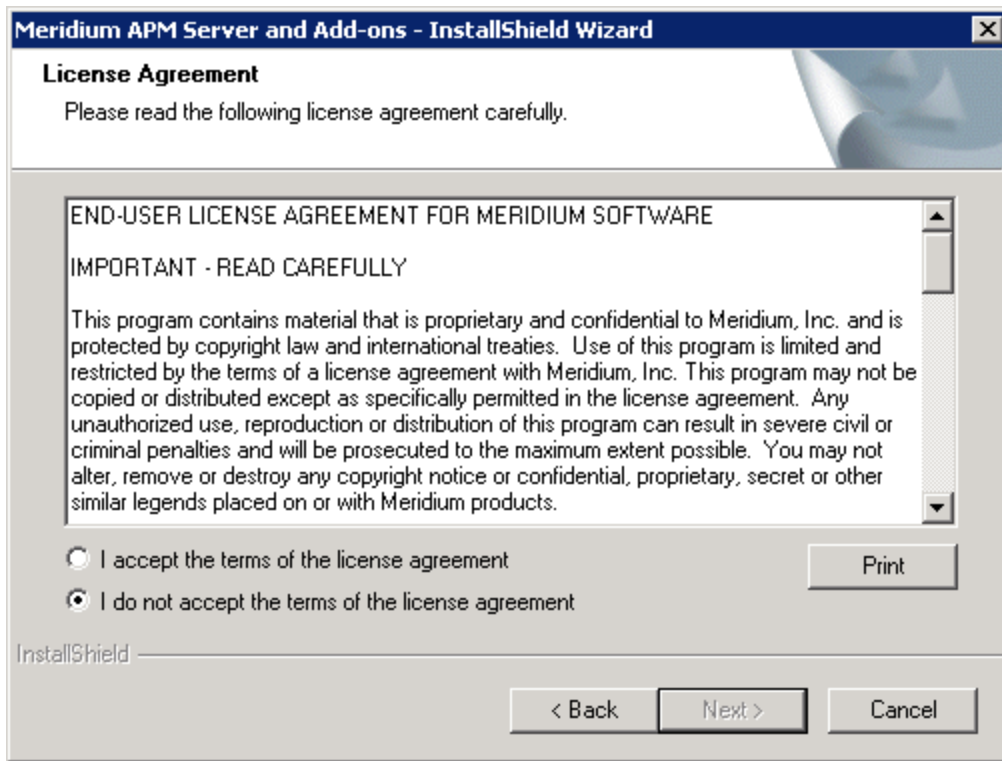 Meridium APM Server and Add-ons - InstallShield Wizard
License Agreement
Please read the following license agreement carefully.
END-USER LICENSE AGREEMENT FOR MERIDIUM SOFTWARE
IMPORTANT - READ CAREFULLY
This program contains material that is proprietary and confidential to Meridium, Inc. and is
protected by copyright law and international treaties.  Use of this program is limited and
restricted by the terms of a license agreement with Meridium, Inc. This program may not be
copied or distributed except as specifically permitted in the license agreement.  Any
unauthorized use, reproduction or distribution of this program can result in severe civil or
criminal penalties and will be prosecuted to the maximum extent possible.  You may not
alter, remove or destroy any copyright notice or confidential, proprietary, secret or other
similar legends placed on or with Meridium products.
I accept the terms of the license agreement
Print
I do not accept the terms of the license agreement
InstallShield
< Back
Next >
Cancel